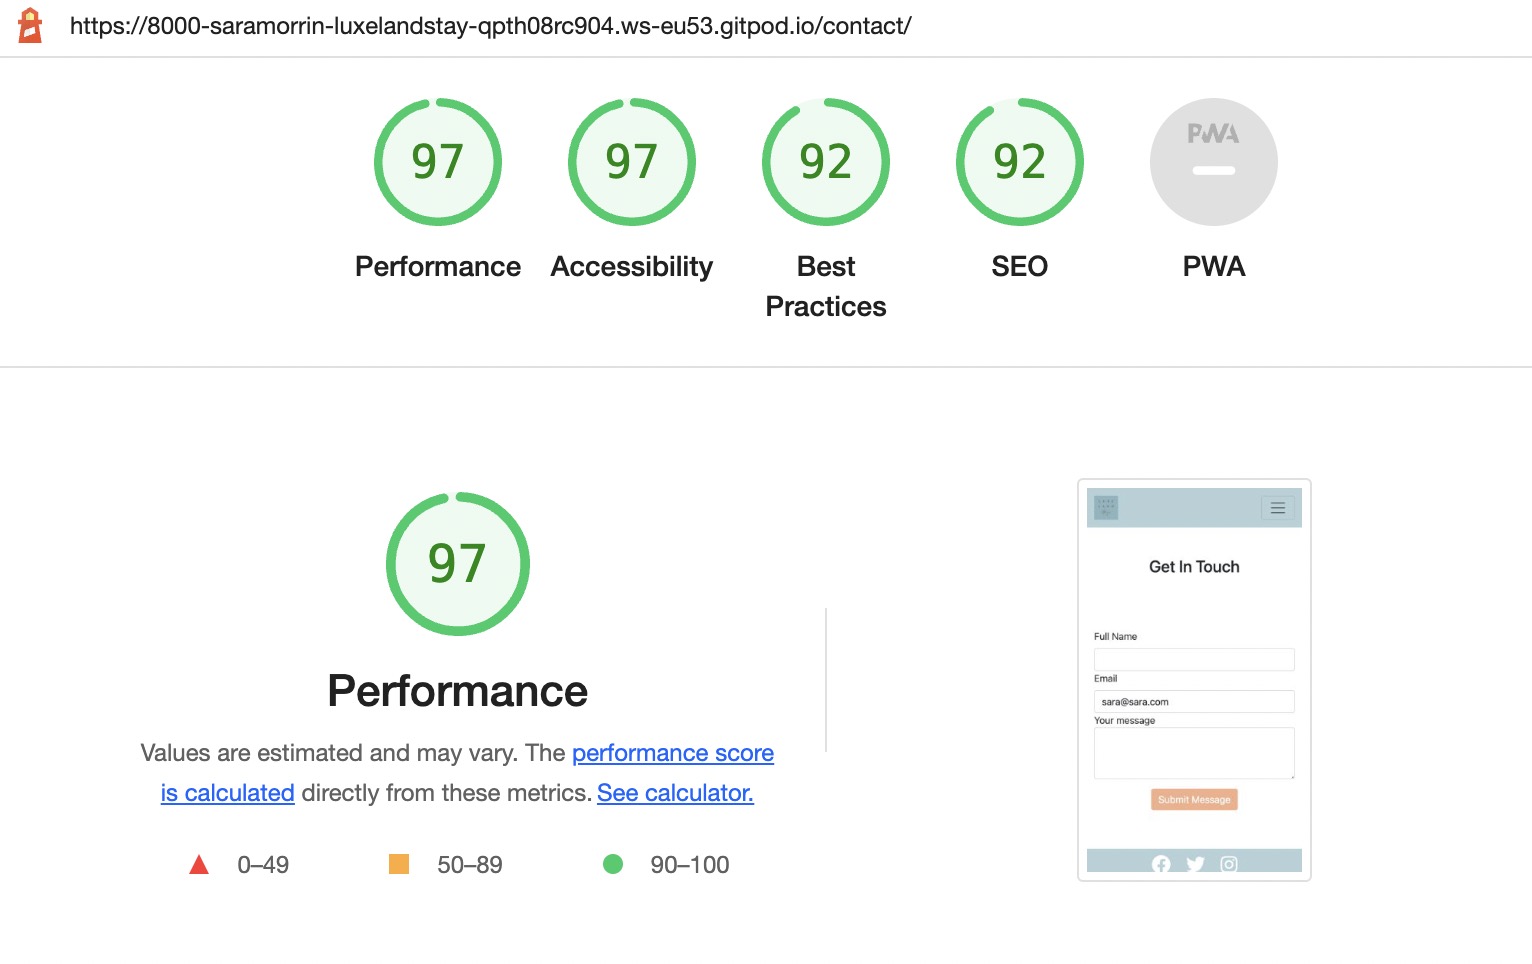 https://8000-saramorrin-luxelandstay-qpth08rc904.ws-eu53.gitpod.io/contact/
97
97
92
92
PWA
Performance
Accessibility
Best
Practices
SEO
PWA
97
Performance
Values are estimated and may vary. The performance score
is calculated directly from these metrics. See calculator.
0–49
50–89
90–100
Get In Touch
Full Name
Email
sara@sara.com
Your message
Submit Message